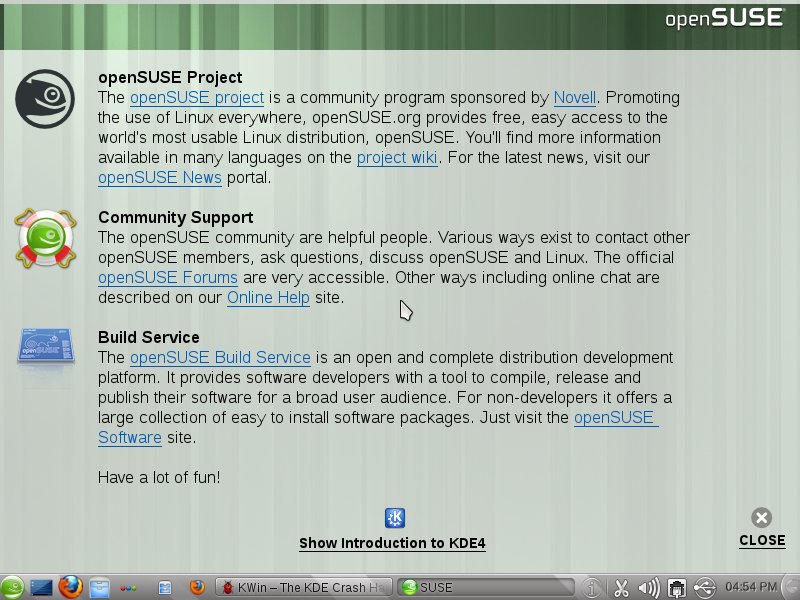 openSUSE
openSUSE Project
The openSUSE project is a community program sponsored by Novell. Promoting
the use of Linux everywhere, openSUSE.org provides free, easy access to the
world's most usable Linux distribution, openSUSE. You'll find more information
available in many languages on the project wiki. For the latest news, visit our
openSUSE News portal.
Community Support
The openSUSE community are helpful people. Various ways exist to contact other
openSUSE members, ask questions, discuss openSUSE and Linux. The official
openSUSE Forums are very accessible. Other ways including online chat are
described on our Online Help site.
Build Service
The openSUSE Build Service is an open and complete distribution development
platform. It provides software developers with a tool to compile, release and
publish their software for a broad user audience. For non-developers it offers a
large collection of easy to install software packages. Just visit the openSUSE
Software site.
Have a lot of fun!
Show Introduction to KDE4
CLOSE
KWin – The KDE Crash Ha
SUSE
04:54 PM